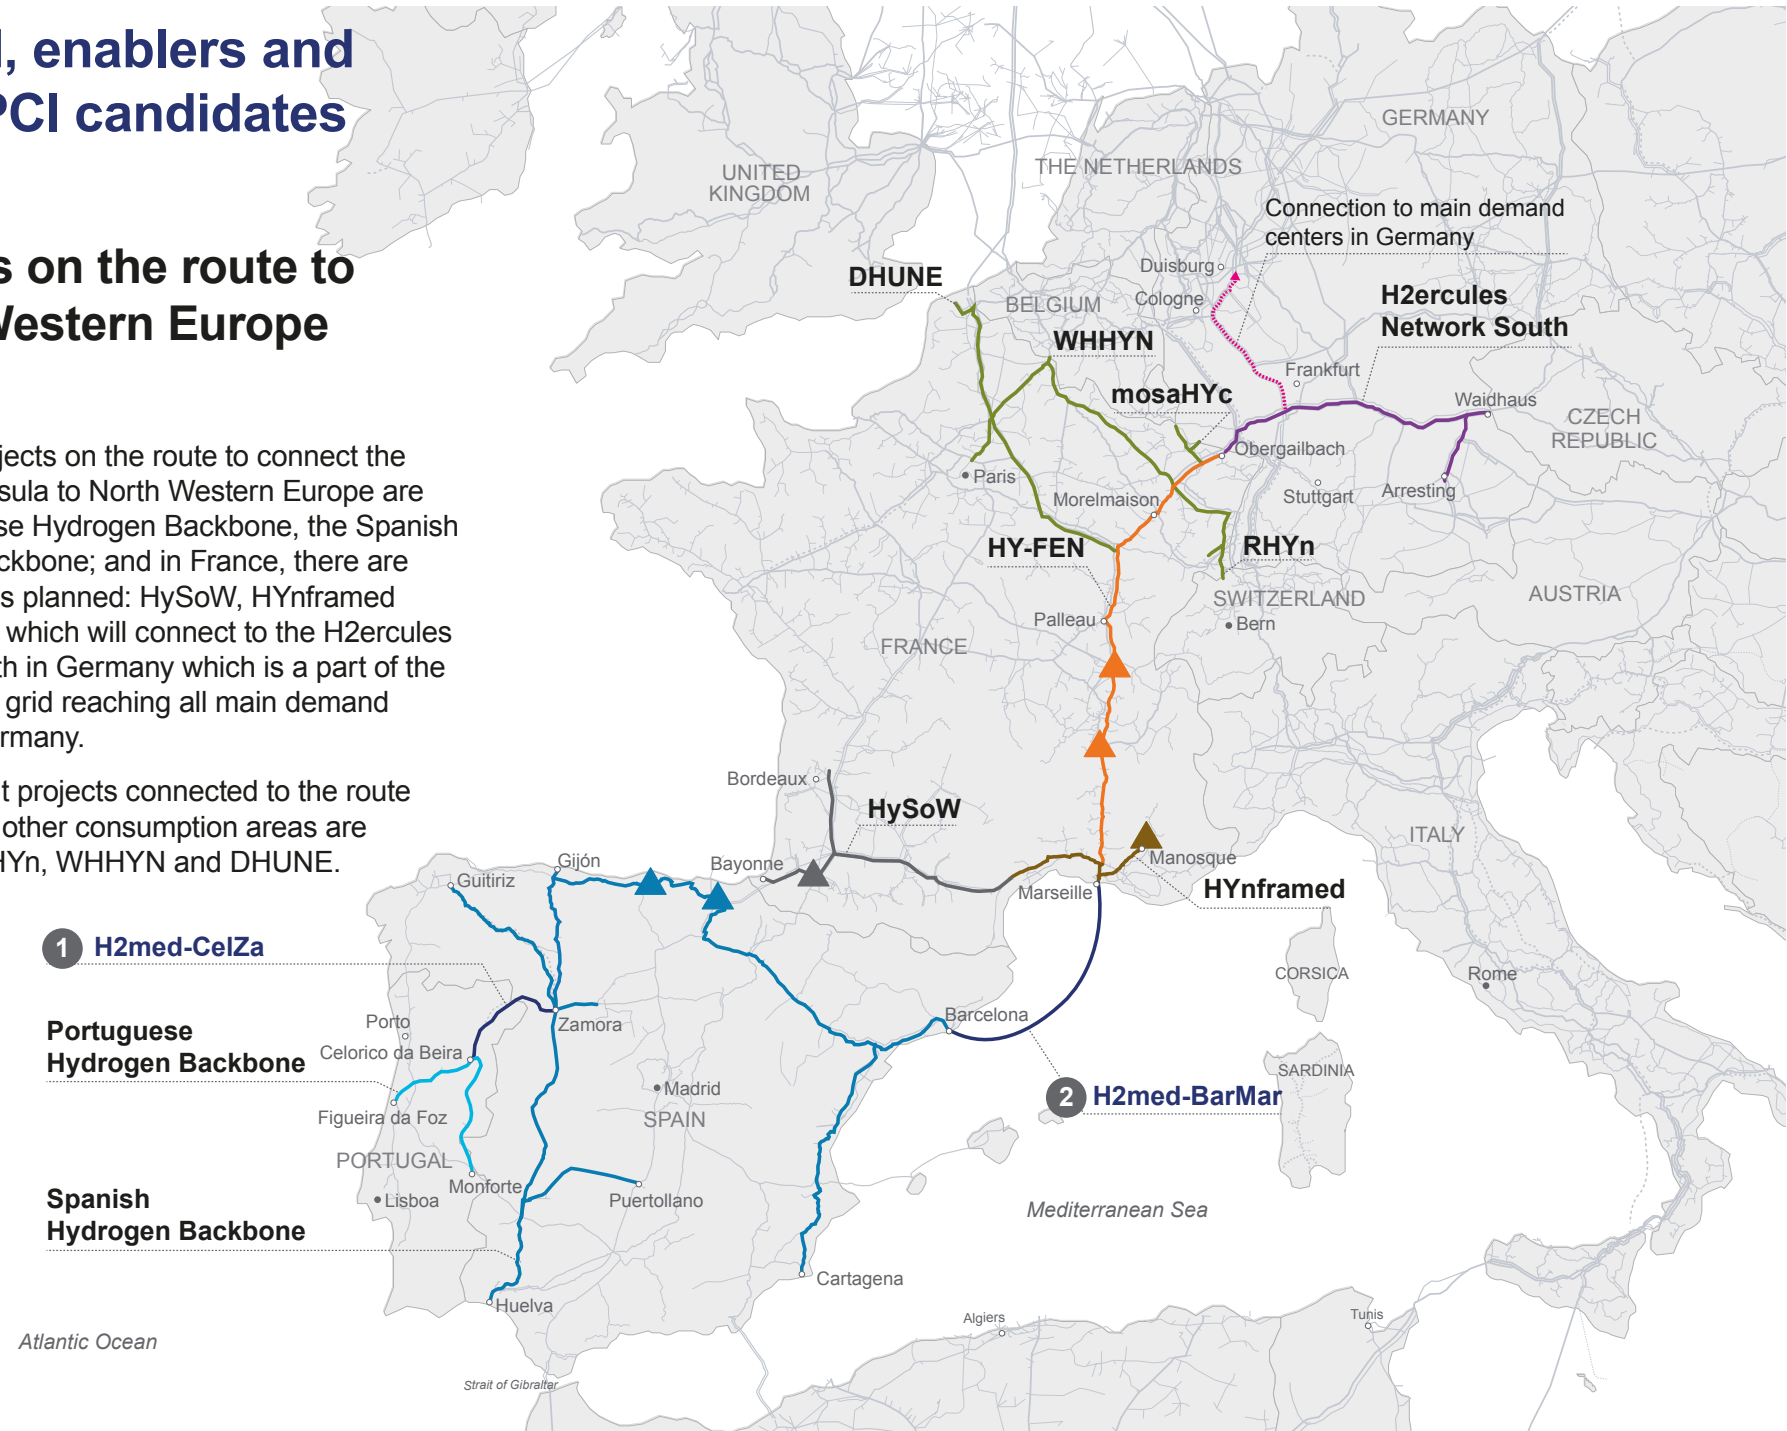 , enablers and
PCI candidates
s on the route to
Western Europe
jects on the route to connect the
sula to North Western Europe are
se Hydrogen Backbone, the Spanish
ckbone; and in France, there are
s planned: HySoW, HYnframed
which will connect to the H2ercules
th in Germany which is a part of the
grid reaching all main demand
rmany.
t projects connected to the route
other consumption areas are
HYn, WHHYN and DHUNE.
UNITED
KINGDOM
THE NETHERLANDS
GERMANY
Connection to main demand
centers in Germany
Duisburg
Cologne
BELGIUM
DHUNE
WHHYN
mosaHYc
H2ercules
Network South
Frankfurt
Waidhaus
CZECH
REPUBLIC
Obergailbach
Stuttgart
Arresting
Paris
Morelmaison
HY-FEN
RHYn
SWITZERLAND
Bern
AUSTRIA
Palleau
FRANCE
Bordeaux
HySoW
ITALY
Manosque
Marseille
HYnframed
Bayonne
Gijón
Guitiriz
1 H2med-CelZa
CORSICA
Rome
Portuguese
Hydrogen Backbone
Porto
Celorico da Beira
Zamora
Barcelona
Figueira da Foz
Madrid
SPAIN
2 H2med-BarMar
SARDINIA
PORTUGAL
Monforte
Lisboa
Puertollano
Spanish
Hydrogen Backbone
Mediterranean Sea
Cartagena
Huelva
Algiers
Tunis
Atlantic Ocean
Strait of Gibraltar